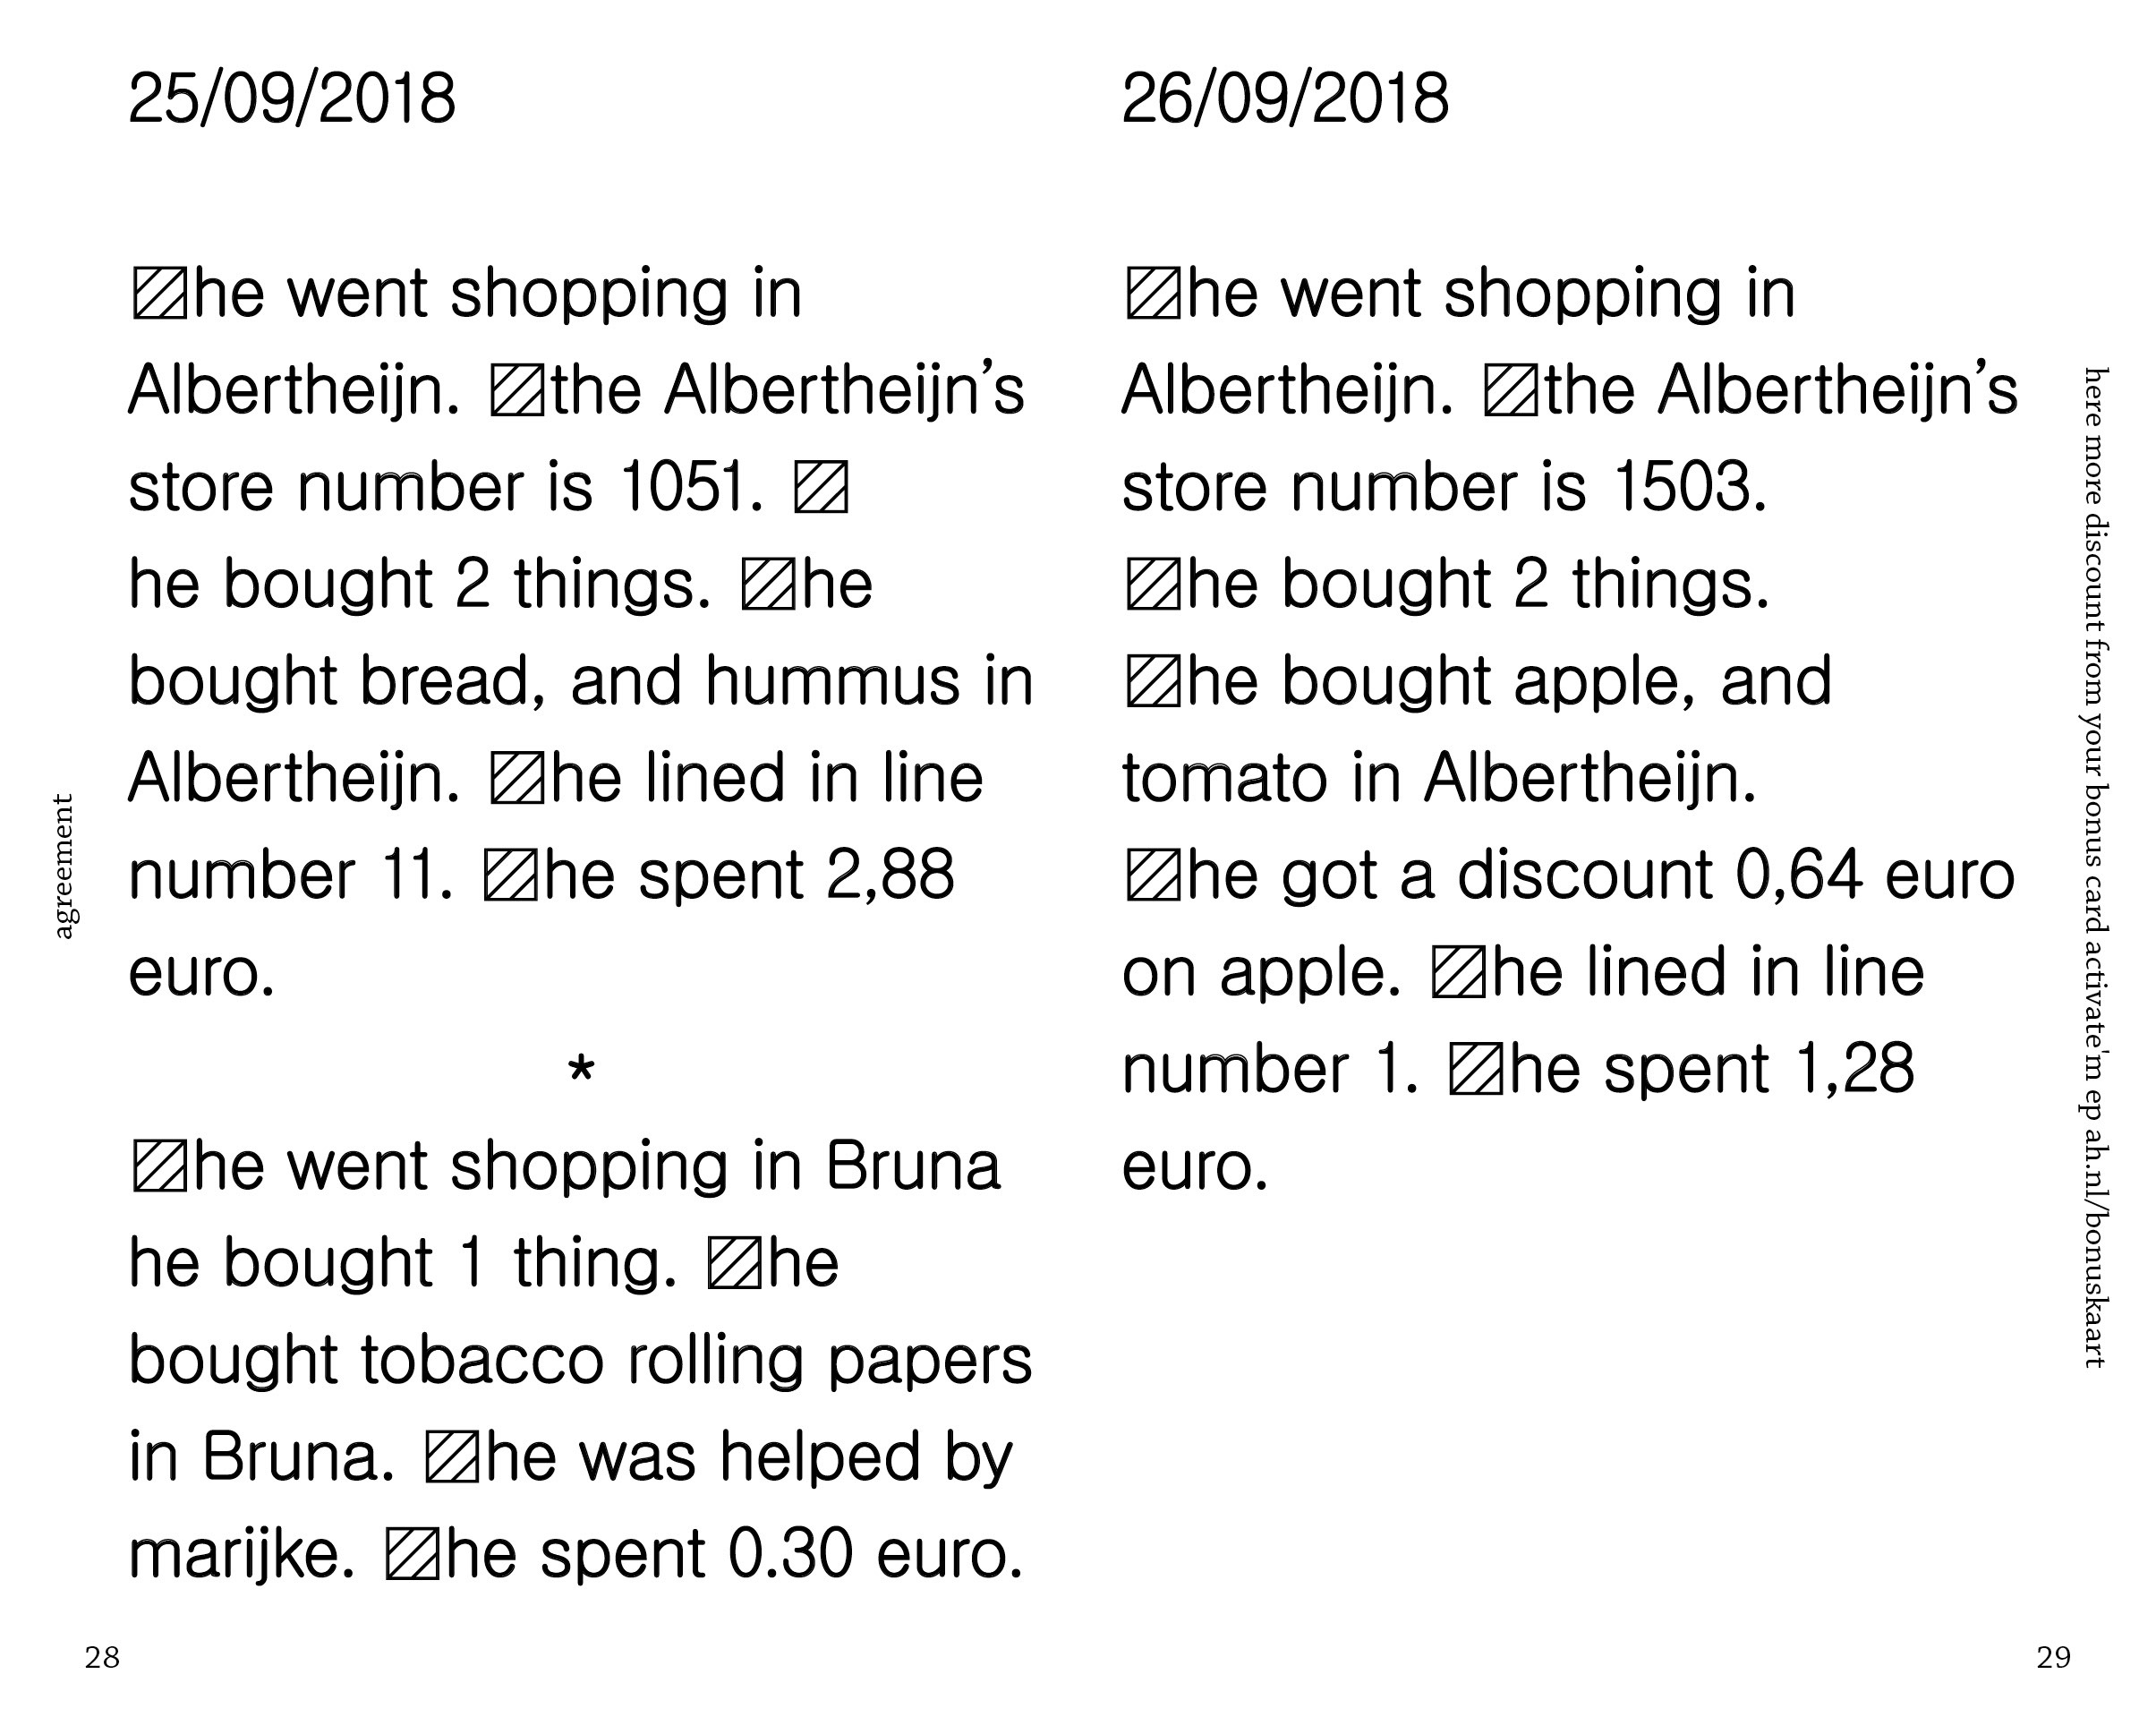 25/09/2018
▨he went shopping in
Albertheijn. ▨the Albertheijn’s
store number is 1051. ▨
he bought 2 things. ▨he
bought bread, and hummus in
Albertheijn. ▨he lined in line
number 11. ▨he spent 2,88
euro.
*
▨he went shopping in Bruna
he bought 1 thing. ▨he
bought tobacco rolling papers
in Bruna. ▨he was helped by
marijke. ▨he spent 0.30 euro.
agreement
28
26/09/2018
▨he went shopping in
Albertheijn. ▨the Albertheijn’s
store number is 1503.
▨he bought 2 things.
▨he bought apple, and
tomato in Albertheijn.
▨he got a discount 0,64 euro
on apple. ▨he lined in line
number 1. ▨he spent 1,28
euro.
here more discount from your bonus card activate'm ep ah.nl/bonuskaart
29